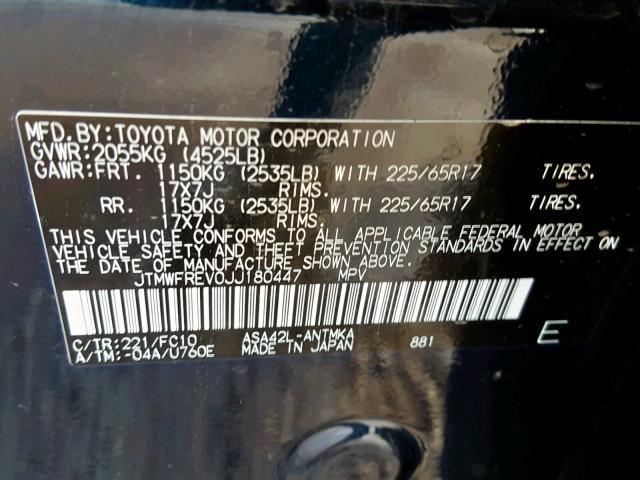 MFD.BY:TOYOTA MOTOR CORPORATION
GVWR:2055KG (4525LB)
GAWR:FRT. 1150KG (2535LB) WITH 225/65R17 TIRES.
17X7J RIMS.
RR. 1150KG (2535LB) WITH 225/65R17 TIRES.
17X7J RIMS.
THIS VEHICLE CONFORMS TO ALL APPLICABLE FEDERAL MOTOR
VEHICLE SAFETY AND THEFT PREVENTION STANDARDS IN EFFECT ON
THE DATE OF MANUFACTURE SHOWN ABOVE.
JTMWFREV0JJ180447 MPV
C/TR:221/FC10 ASA42L-ANTMKA 881 E
A/TM:-04A/U760E MADE IN JAPAN